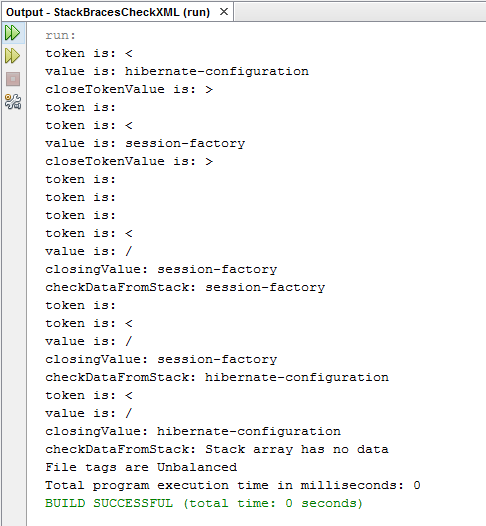 Output - StackBracesCheckXML (run) ×
run:
token is: <
value is: hibernate-configuration
closeTokenValue is: >
token is:
token is: <
value is: session-factory
closeTokenValue is: >
token is:
token is:
token is:
token is: <
value is: /
closingValue: session-factory
checkDataFromStack: session-factory
token is:
token is: <
value is: /
closingValue: session-factory
checkDataFromStack: hibernate-configuration
token is: <
value is: /
closingValue: hibernate-configuration
checkDataFromStack: Stack array has no data
File tags are Unbalanced
Total program execution time in milliseconds: 0
BUILD SUCCESSFUL (total time: 0 seconds)